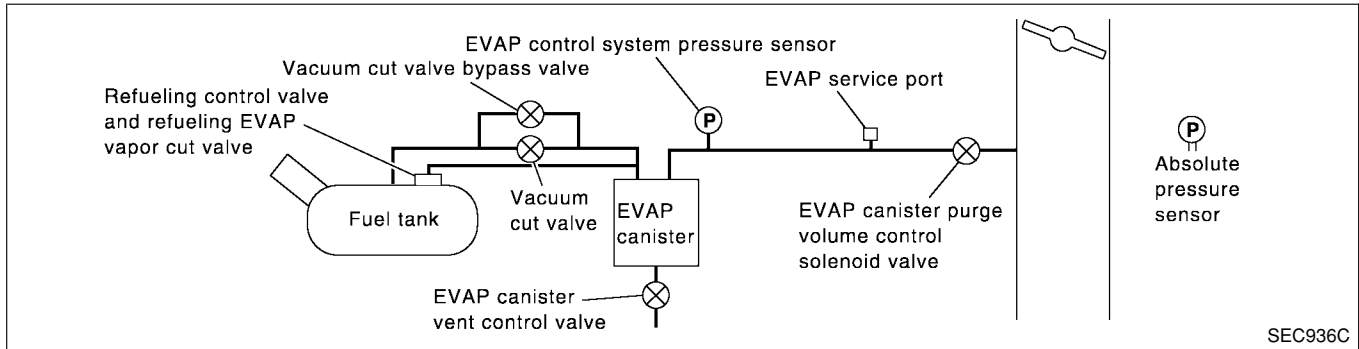 EVAP control system pressure sensor
Vacuum cut valve bypass valve
EVAP service port
Refueling control valve
and refueling EVAP
vapor cut valve
P
P
Absolute
pressure
sensor
Fuel tank
Vacuum
cut valve
EVAP
canister
EVAP canister purge
volume control
solenoid valve
EVAP canister
vent control valve
SEC936C